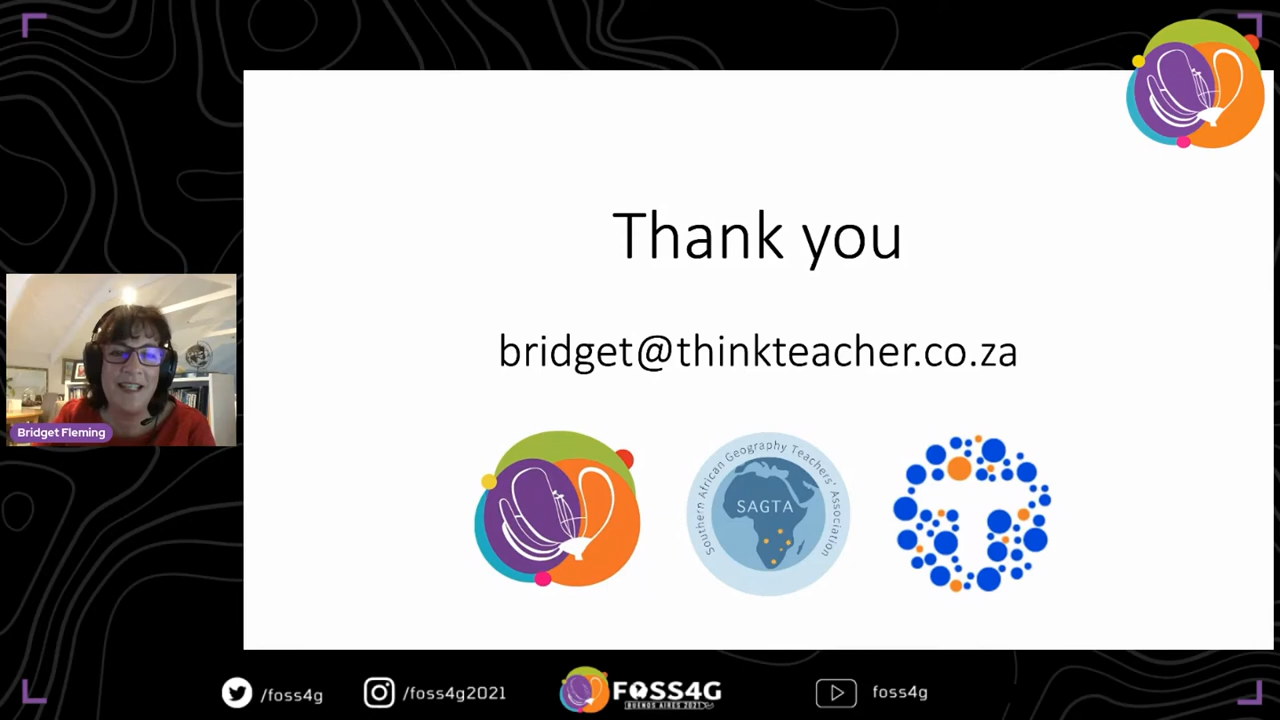 Thank you
bridget@thinkteacher.co.za
Southern African Geography Teachers' Association
SAGTA
Bridget Fleming
/foss4g
/foss4g2021
FOSS4G
BUENOS AIRES 2021
foss4g